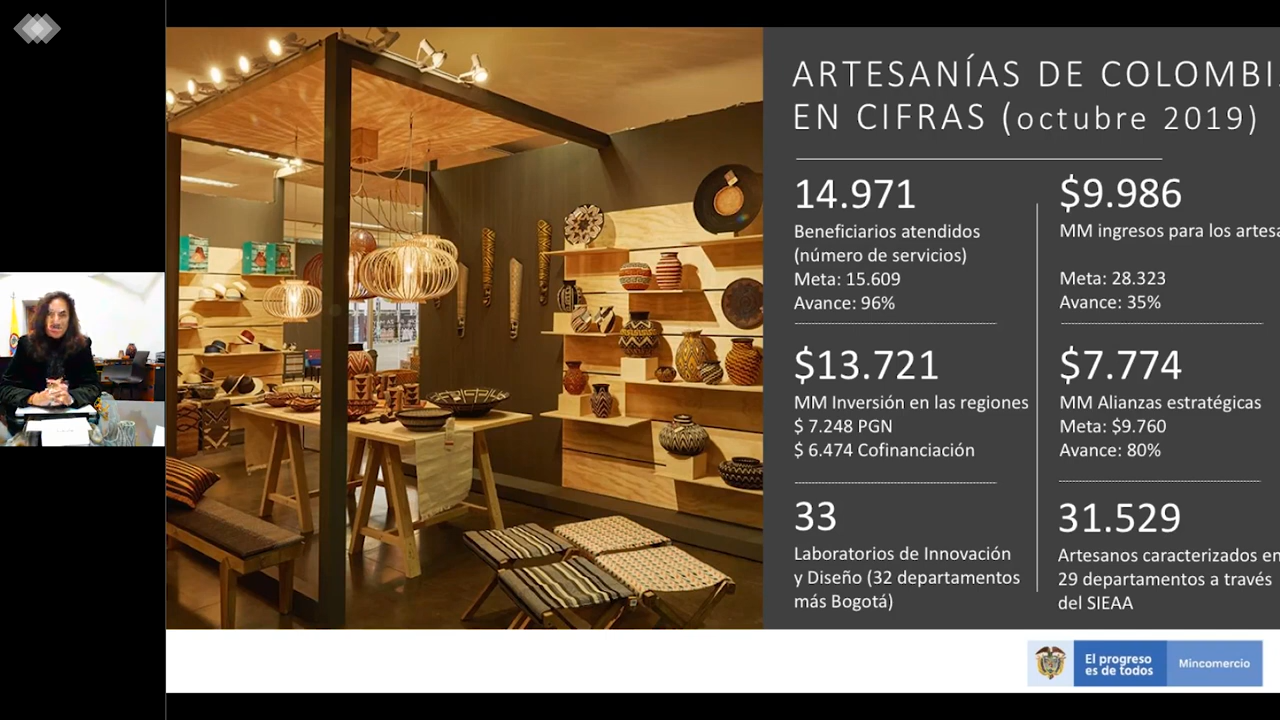 ARTESANÍAS DE COLOMBI
EN CIFRAS (octubre 2019)
14.971
Beneficiarios atendidos
(número de servicios)
Meta: 15.609
Avance: 96%
$9.986
MM ingresos para los artesa
Meta: 28.323
Avance: 35%
$13.721
MM Inversión en las regiones
$ 7.248 PGN
$ 6.474 Cofinanciación
$7.774
MM Alianzas estratégicas
Meta: $9.760
Avance: 80%
33
Laboratorios de Innovación
y Diseño (32 departamentos
más Bogotá)
31.529
Artesanos caracterizados en
29 departamentos a través
del SIEAA
El progreso
es de todos
Mincomercio